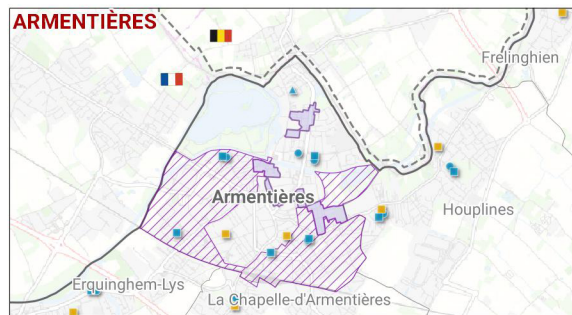 ARMENTIÈRES
Frelinghien
Armentières
Houplines
Erquinghem-Lys
La Chapelle-d'Armentières